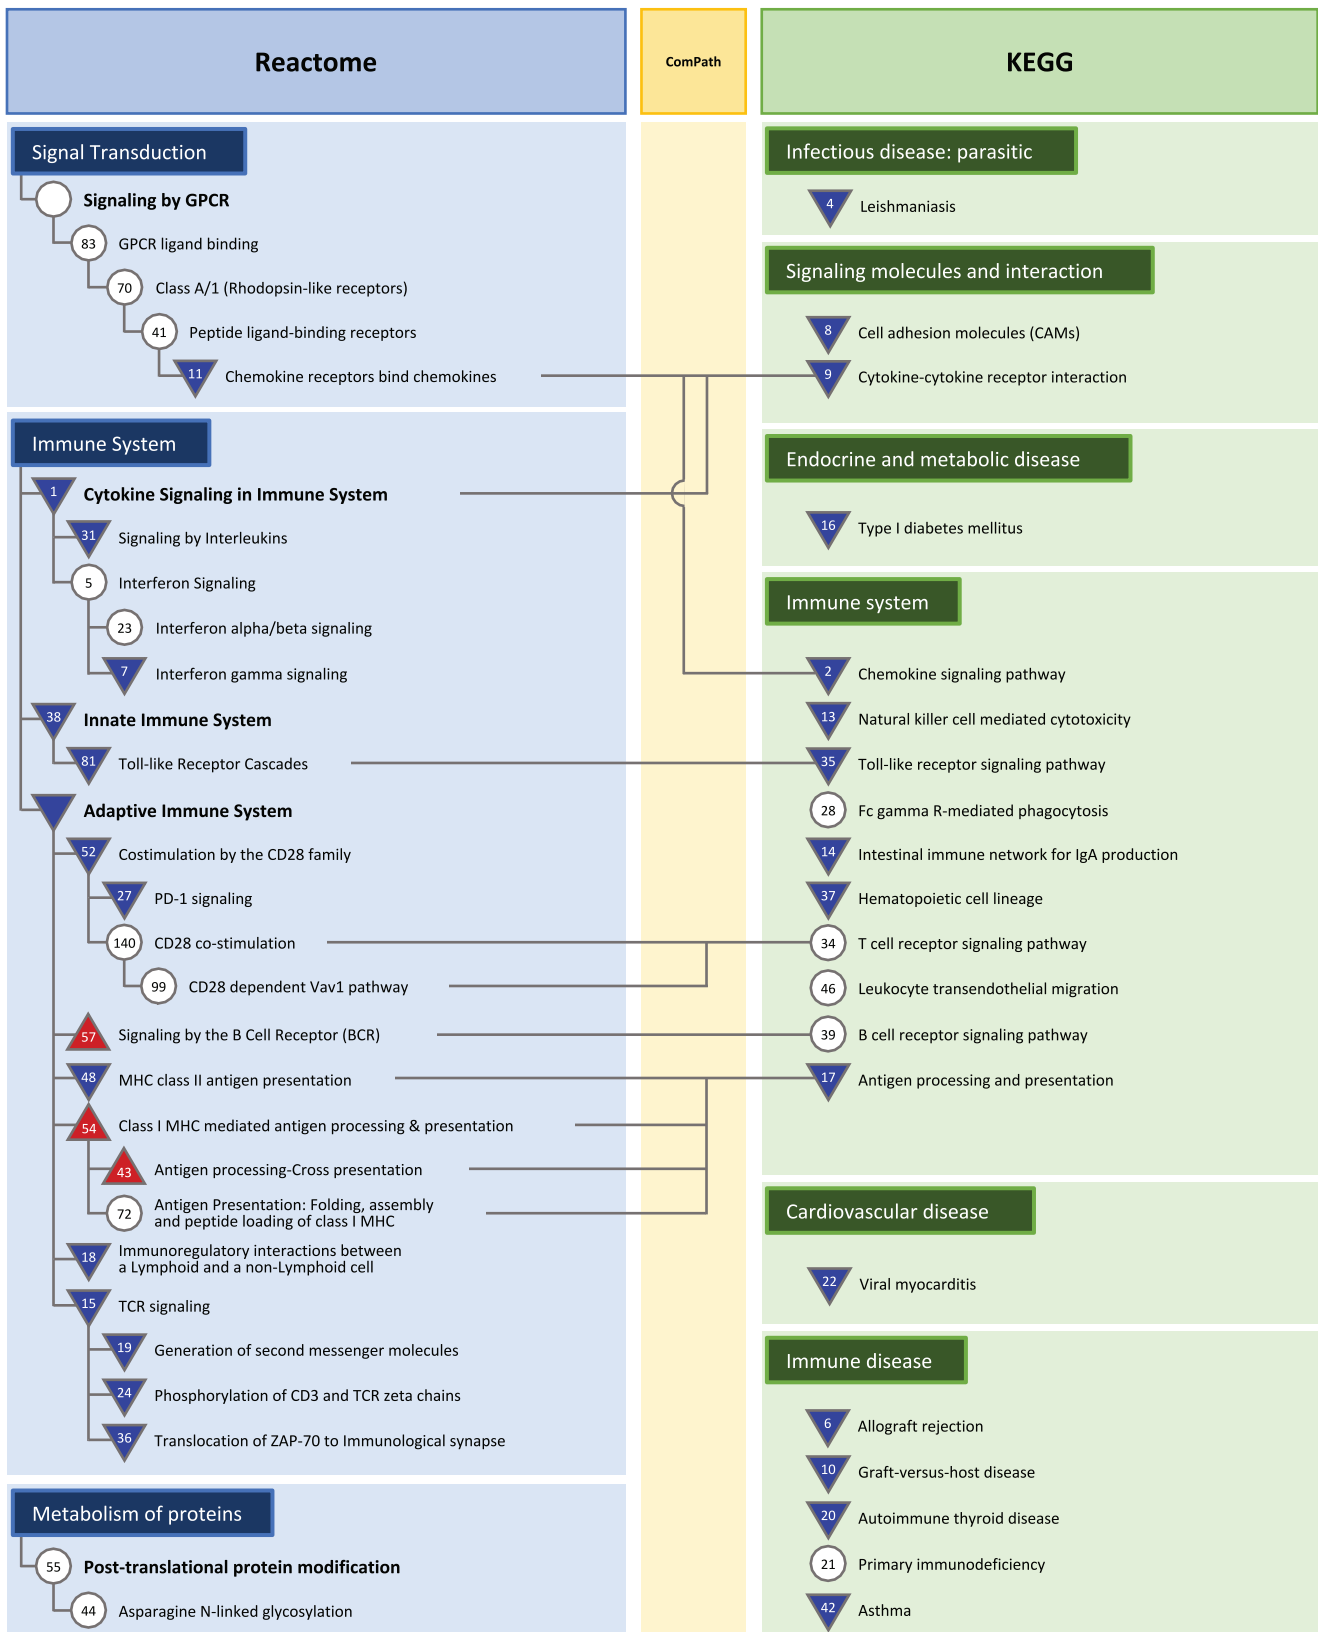 Reactome
ComPath
KEGG
Signal Transduction
Signaling by GPCR
83 GPCR ligand binding
70 Class A/1 (Rhodopsin-like receptors)
41 Peptide ligand-binding receptors
11 Chemokine receptors bind chemokines
Immune System
1 Cytokine Signaling in Immune System
31 Signaling by Interleukins
5 Interferon Signaling
23 Interferon alpha/beta signaling
7 Interferon gamma signaling
38 Innate Immune System
81 Toll-like Receptor Cascades
Adaptive Immune System
52 Costimulation by the CD28 family
27 PD-1 signaling
140 CD28 co-stimulation
99 CD28 dependent Vav1 pathway
57 Signaling by the B Cell Receptor (BCR)
48 MHC class II antigen presentation
54 Class I MHC mediated antigen processing & presentation
43 Antigen processing-Cross presentation
72 Antigen Presentation: Folding, assembly
and peptide loading of class I MHC
18 Immunoregulatory interactions between
a Lymphoid and a non-Lymphoid cell
15 TCR signaling
19 Generation of second messenger molecules
24 Phosphorylation of CD3 and TCR zeta chains
36 Translocation of ZAP-70 to Immunological synapse
Metabolism of proteins
55 Post-translational protein modification
44 Asparagine N-linked glycosylation
Infectious disease: parasitic
4 Leishmaniasis
Signaling molecules and interaction
8 Cell adhesion molecules (CAMs)
9 Cytokine-cytokine receptor interaction
Endocrine and metabolic disease
16 Type I diabetes mellitus
Immune system
2 Chemokine signaling pathway
13 Natural killer cell mediated cytotoxicity
35 Toll-like receptor signaling pathway
28 Fc gamma R-mediated phagocytosis
14 Intestinal immune network for IgA production
37 Hematopoietic cell lineage
34 T cell receptor signaling pathway
46 Leukocyte transendothelial migration
39 B cell receptor signaling pathway
17 Antigen processing and presentation
Cardiovascular disease
22 Viral myocarditis
Immune disease
6 Allograft rejection
10 Graft-versus-host disease
20 Autoimmune thyroid disease
21 Primary immunodeficiency
42 Asthma